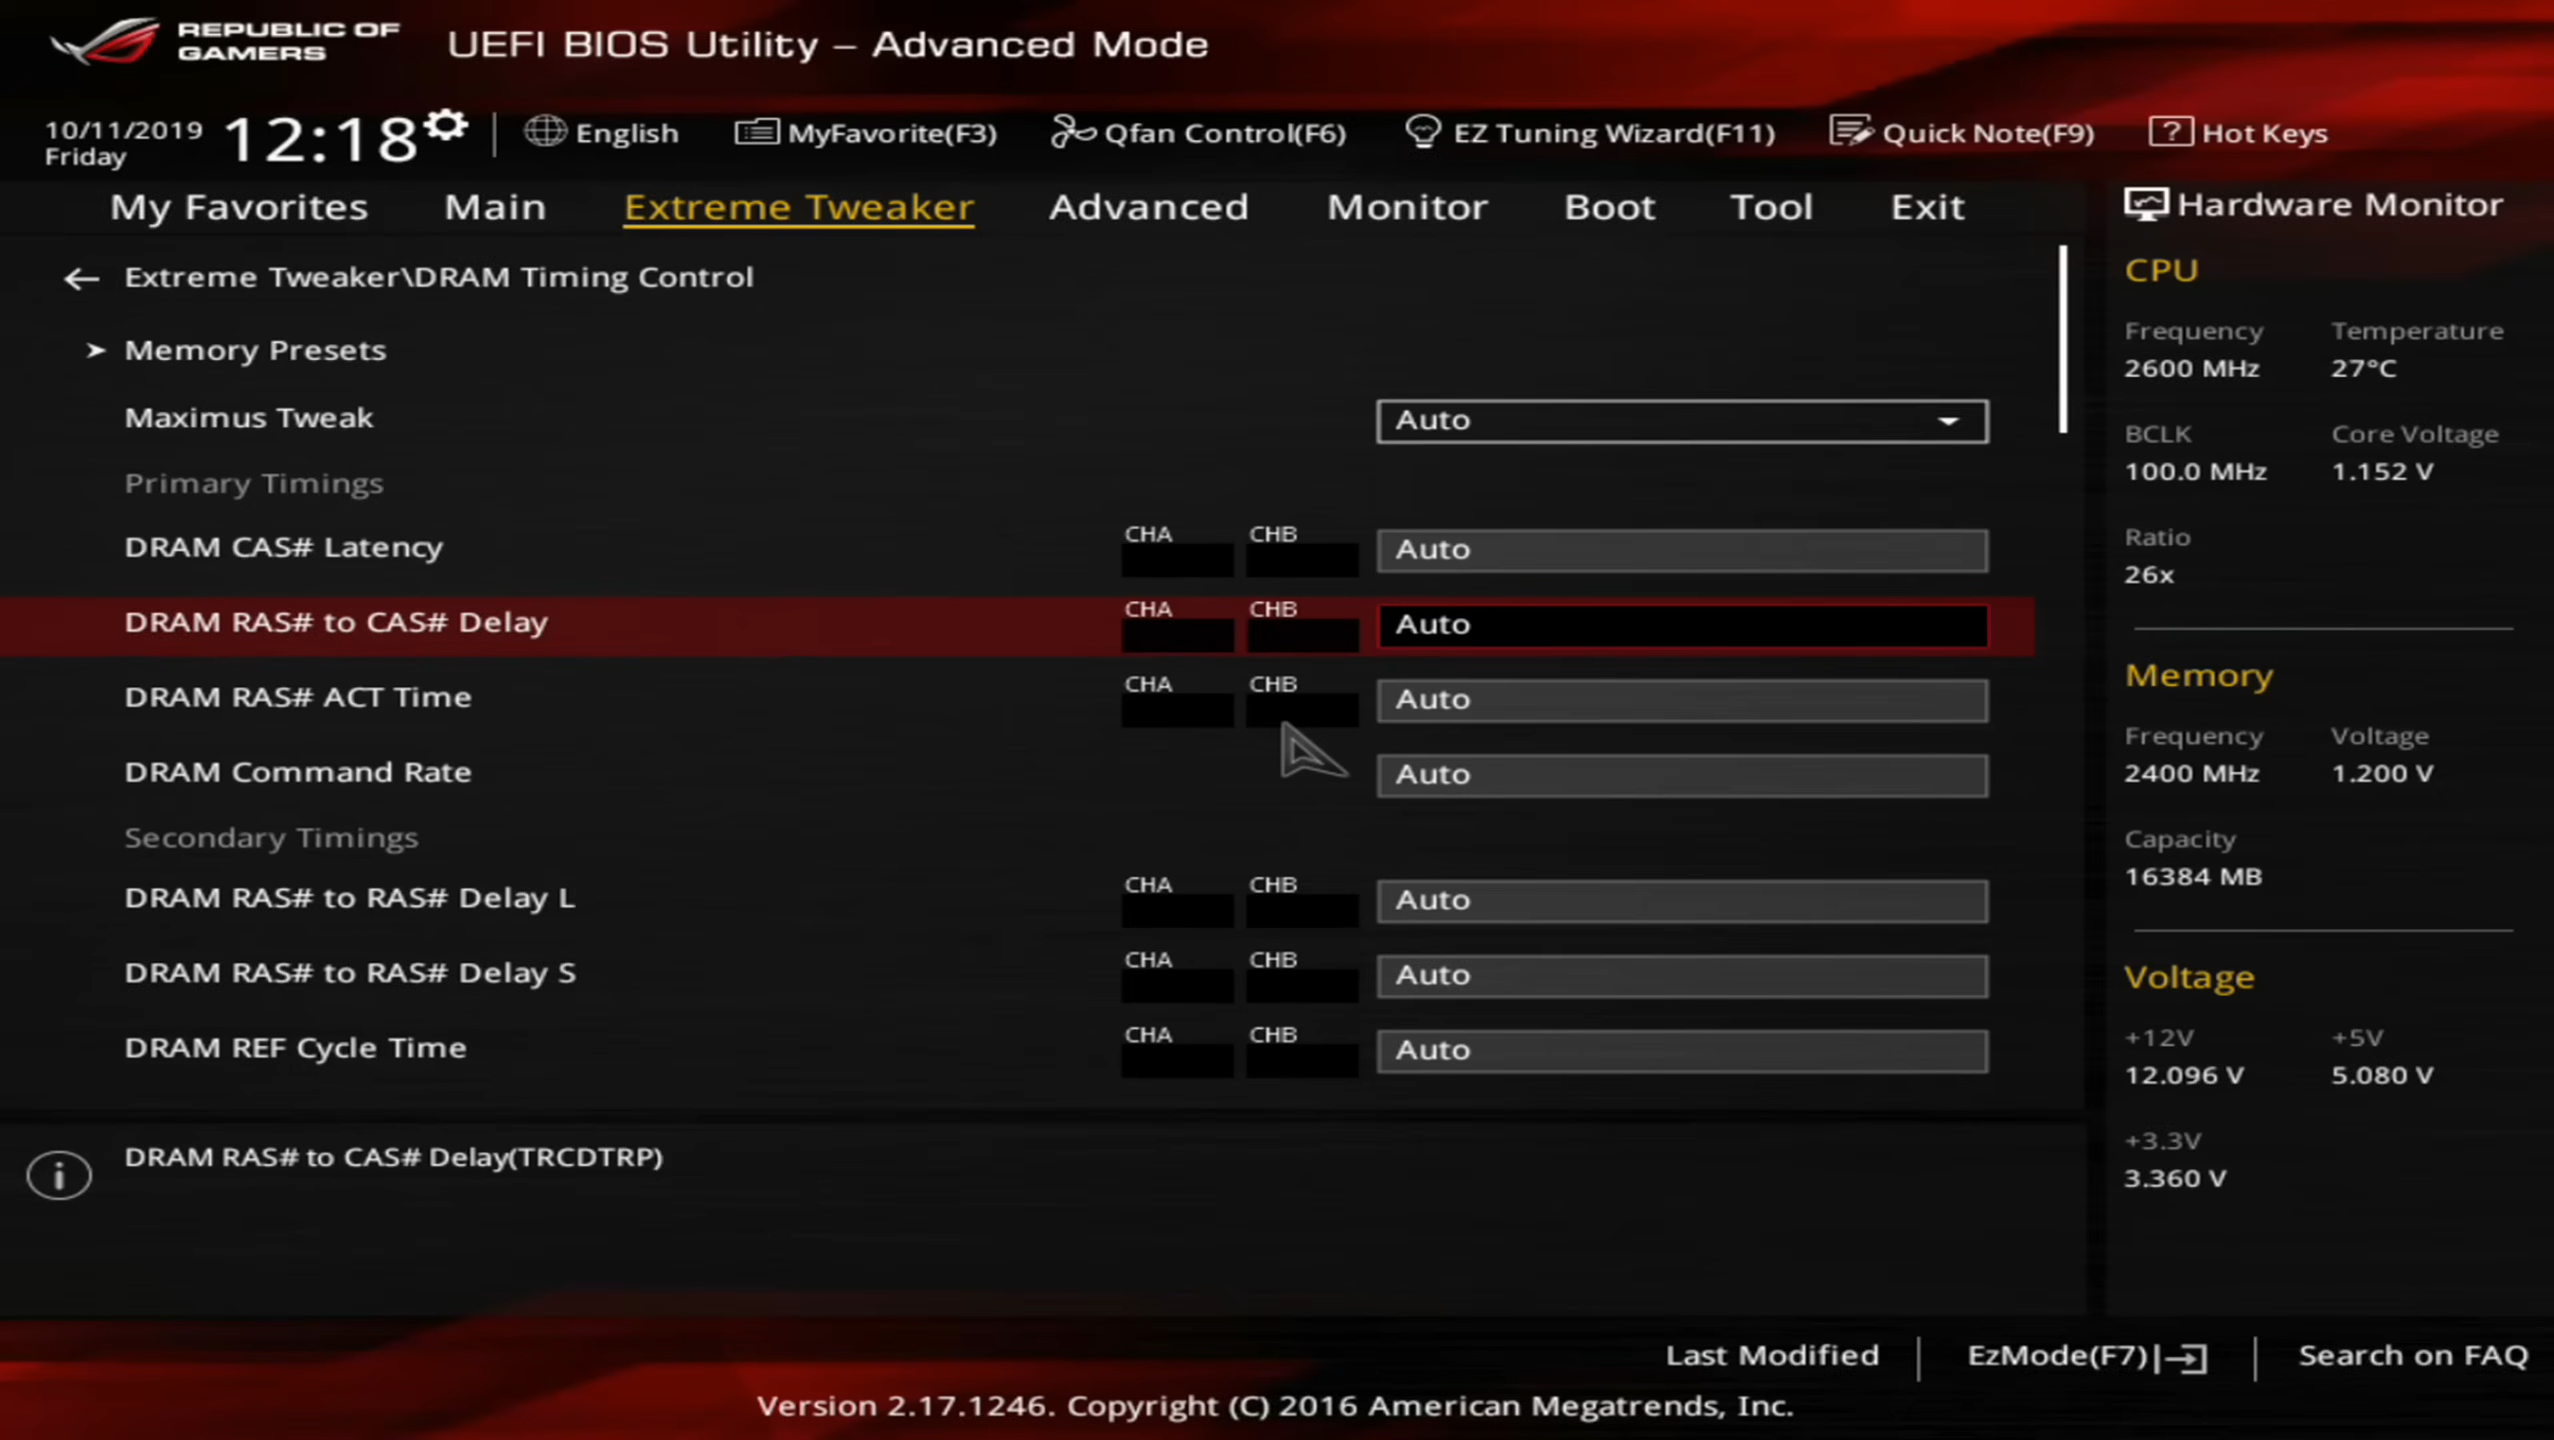 REPUBLIC OF
GAMERS
UEFI BIOS Utility – Advanced Mode
10/11/2019
Friday
12:18
English
MyFavorite(F3)
Qfan Control(F6)
EZ Tuning Wizard(F11)
Quick Note(F9)
? Hot Keys
My Favorites
Main
Extreme Tweaker
Advanced
Monitor
Boot
Tool
Exit
Extreme Tweaker\DRAM Timing Control
Memory Presets
Maximus Tweak Auto
Primary Timings
DRAM CAS# Latency CHA CHB Auto
DRAM RAS# to CAS# Delay CHA CHB Auto
DRAM RAS# ACT Time CHA CHB Auto
DRAM Command Rate Auto
Secondary Timings
DRAM RAS# to RAS# Delay L CHA CHB Auto
DRAM RAS# to RAS# Delay S CHA CHB Auto
DRAM REF Cycle Time CHA CHB Auto
DRAM RAS# to CAS# Delay(TRCDTRP)
Hardware Monitor
CPU
Frequency Temperature
2600 MHz 27°C
BCLK Core Voltage
100.0 MHz 1.152 V
Ratio
26x
Memory
Frequency Voltage
2400 MHz 1.200 V
Capacity
16384 MB
Voltage
+12V +5V
12.096 V 5.080 V
+3.3V
3.360 V
Last Modified
EzMode(F7)
Search on FAQ
Version 2.17.1246. Copyright (C) 2016 American Megatrends, Inc.